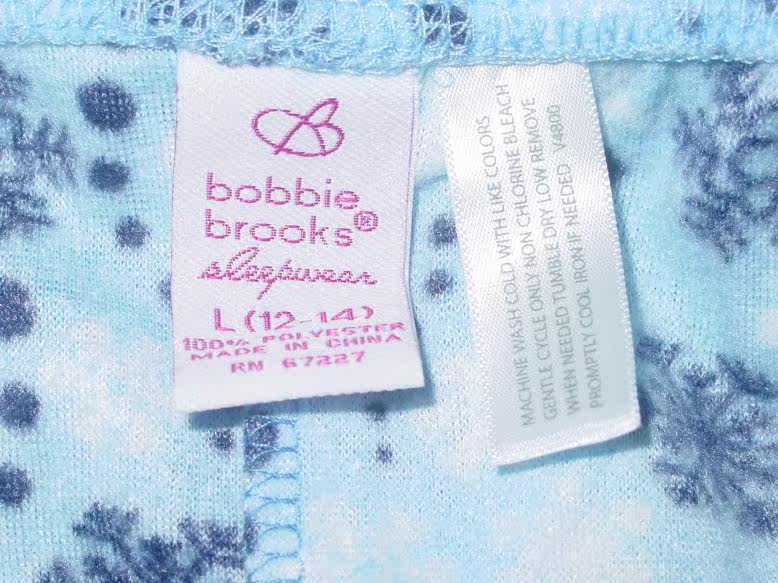 bobbie
brooks®
sleepwear
L (12-14)
100% POLYESTER
MADE IN CHINA
RN 67227
MACHINE WASH COLD WITH LIKE COLORS
GENTLE CYCLE ONLY NON CHLORINE BLEACH
WHEN NEEDED TUMBLE DRY LOW REMOVE
PROMPTLY COOL IRON IF NEEDED V4800